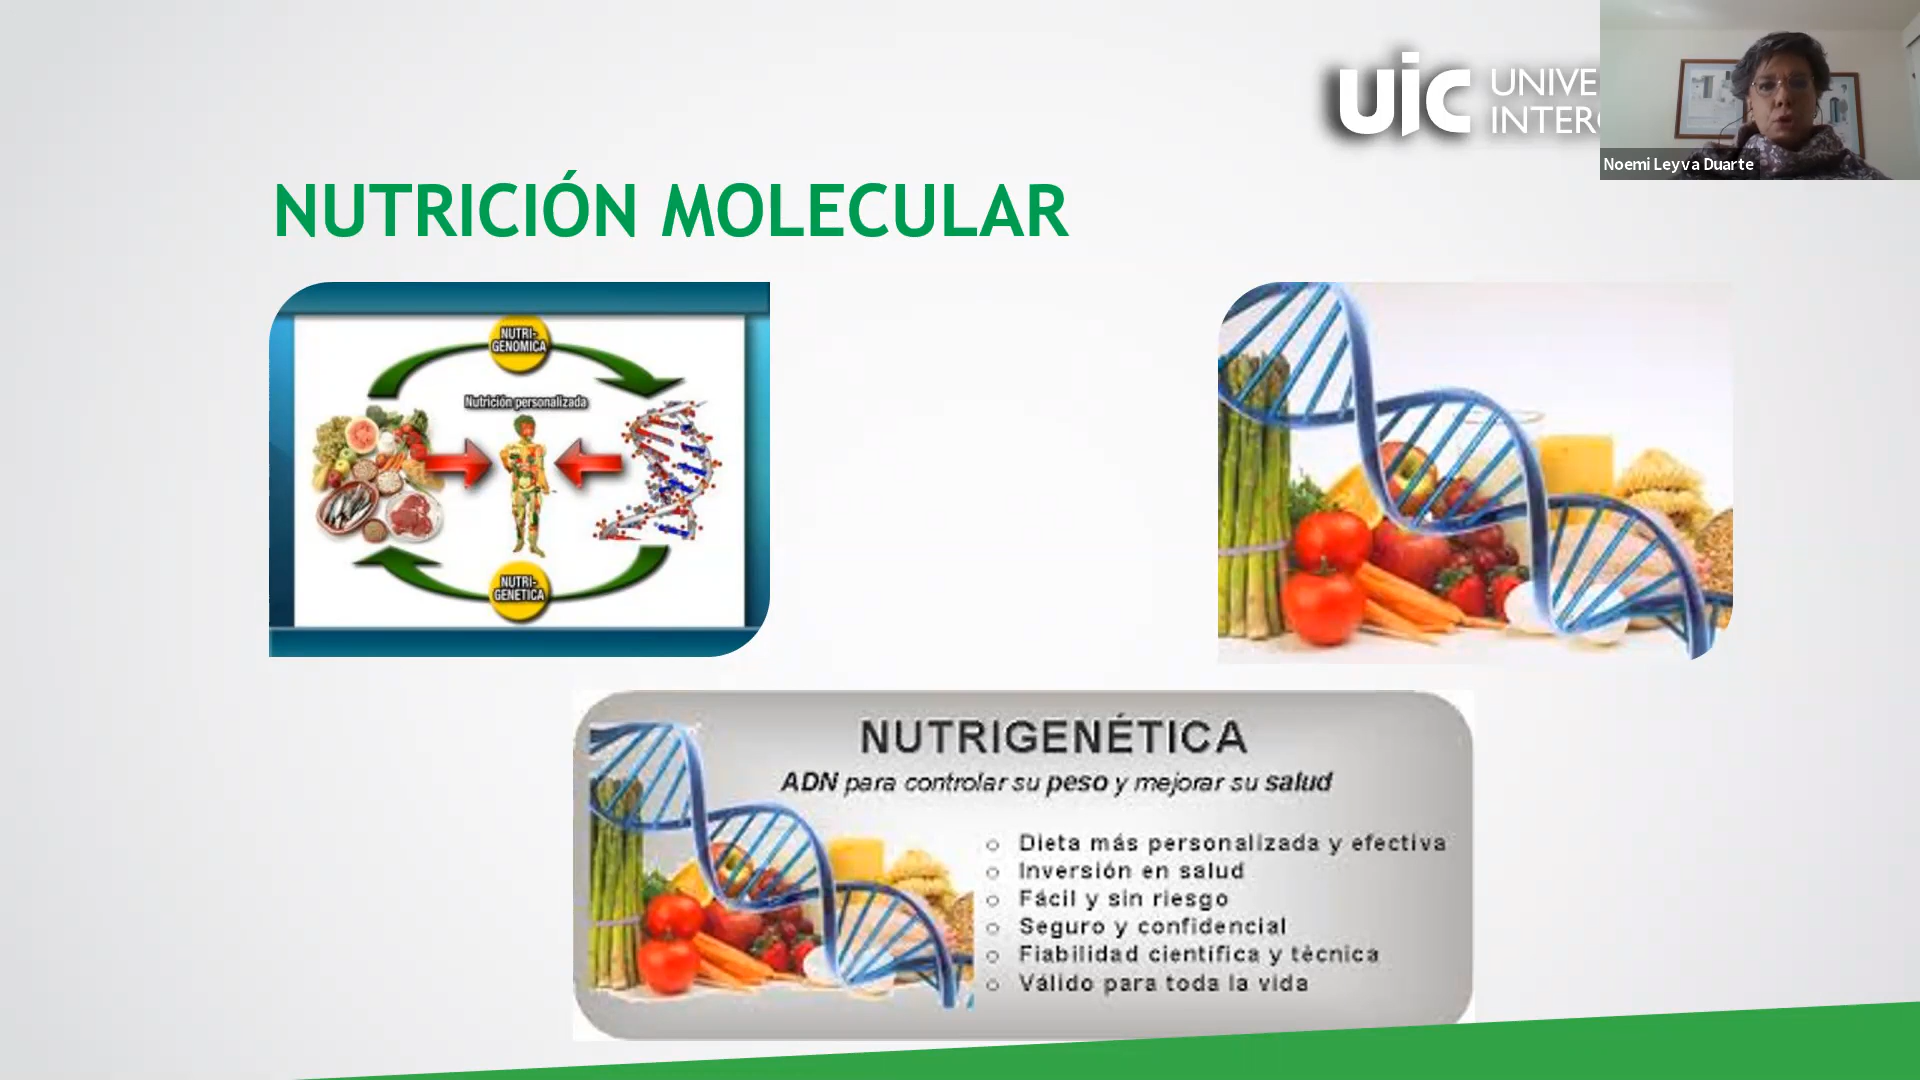 uic UNIVE
INTERC
Noemi Leyva Duarte
NUTRICIÓN MOLECULAR
NUTRI-
GENOMICA
Nutrición personalizada
NUTRI-
GENETICA
NUTRIGENÉTICA
ADN para controlar su peso y mejorar su salud
○ Dieta más personalizada y efectiva
○ Inversión en salud
○ Fácil y sin riesgo
○ Seguro y confidencial
○ Fiabilidad científica y técnica
○ Válido para toda la vida